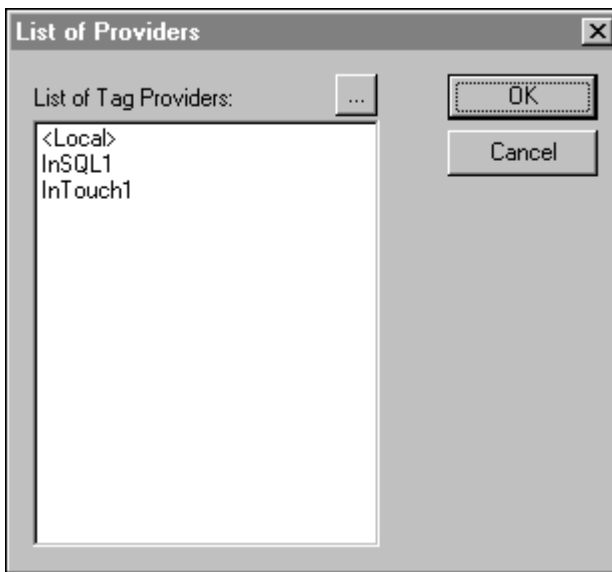 List of Providers
List of Tag Providers:
...
OK
<Local>
InSQL1
InTouch1
Cancel